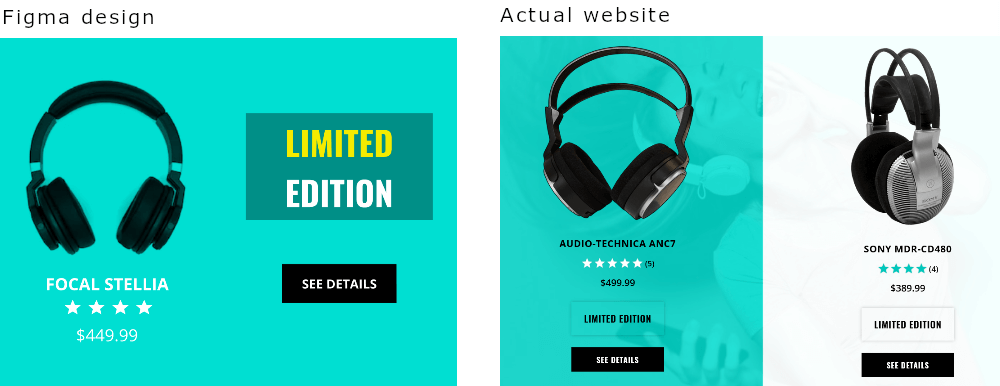 Figma design
LIMITED
EDITION
FOCAL STELLIA
$449.99
SEE DETAILS
Actual website
AUDIO-TECHNICA ANC7
(5)
$499.99
LIMITED EDITION
SEE DETAILS
SONY MDR-CD480
(4)
$389.99
LIMITED EDITION
SEE DETAILS